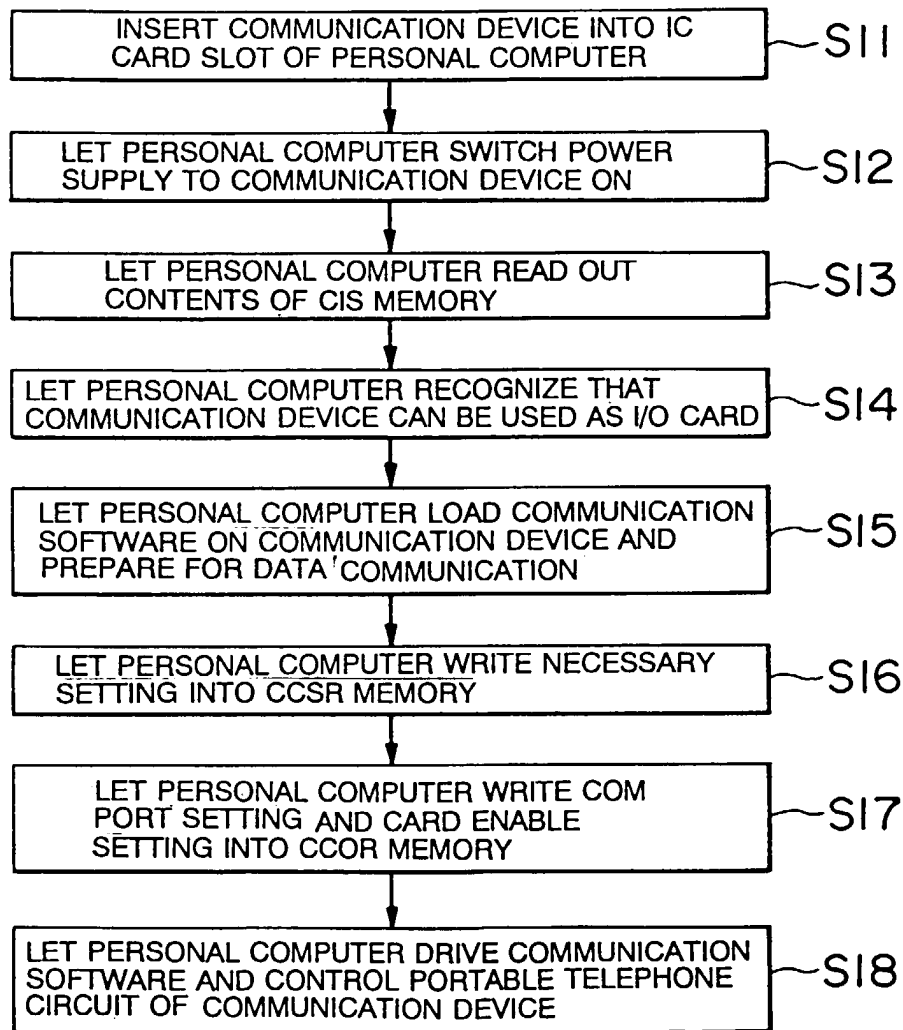 INSERT COMMUNICATION DEVICE INTO IC
CARD SLOT OF PERSONAL COMPUTER
S11
LET PERSONAL COMPUTER SWITCH POWER
SUPPLY TO COMMUNICATION DEVICE ON
S12
LET PERSONAL COMPUTER READ OUT
CONTENTS OF CIS MEMORY
S13
LET PERSONAL COMPUTER RECOGNIZE THAT
COMMUNICATION DEVICE CAN BE USED AS I/O CARD
S14
LET PERSONAL COMPUTER LOAD COMMUNICATION
SOFTWARE ON COMMUNICATION DEVICE AND
PREPARE FOR DATA COMMUNICATION
S15
LET PERSONAL COMPUTER WRITE NECESSARY
SETTING INTO CCSR MEMORY
S16
LET PERSONAL COMPUTER WRITE COM
PORT SETTING AND CARD ENABLE
SETTING INTO CCOR MEMORY
S17
LET PERSONAL COMPUTER DRIVE COMMUNICATION
SOFTWARE AND CONTROL PORTABLE TELEPHONE
CIRCUIT OF COMMUNICATION DEVICE
S18